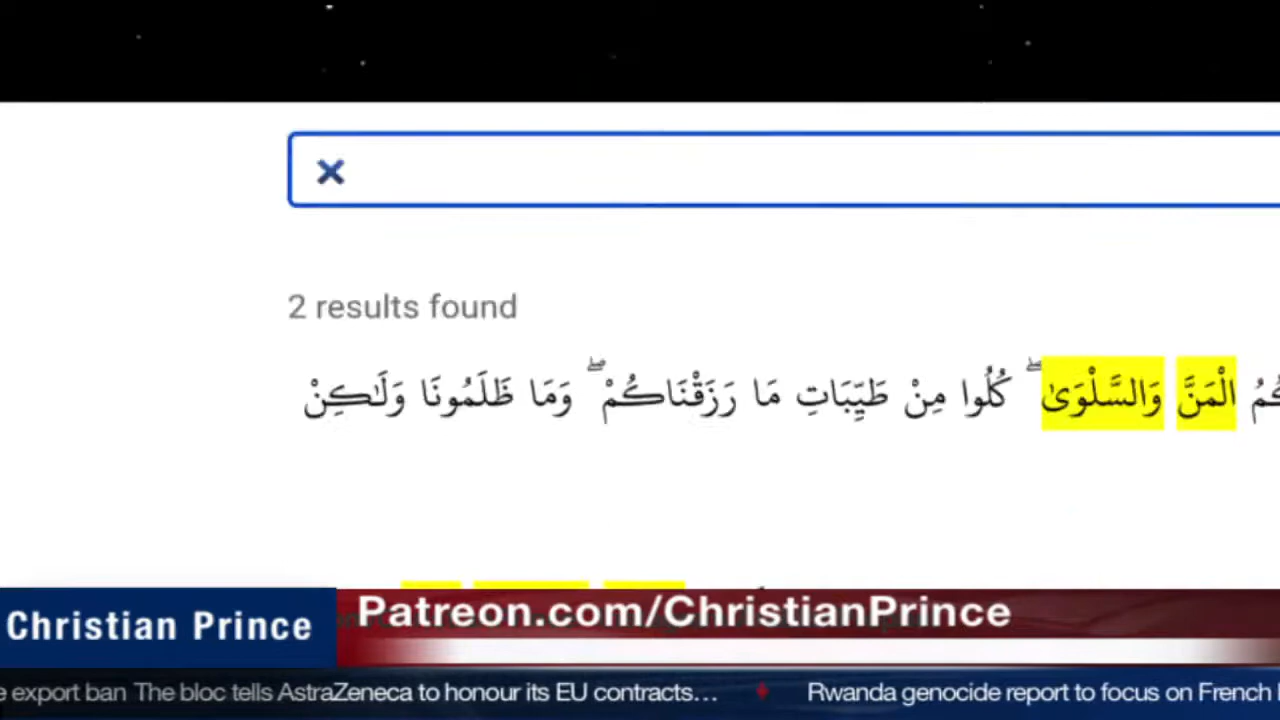 2 results found
الْمَنَّ وَالسَّلْوَىٰ ۖ كُلُوا مِنْ طَيِّبَاتِ مَا رَزَقْنَاكُمْ ۖ وَمَا ظَلَمُونَا وَلَٰكِنْ
Christian Prince
Patreon.com/ChristianPrince
export ban The bloc tells AstraZeneca to honour its EU contracts... Rwanda genocide report to focus on French